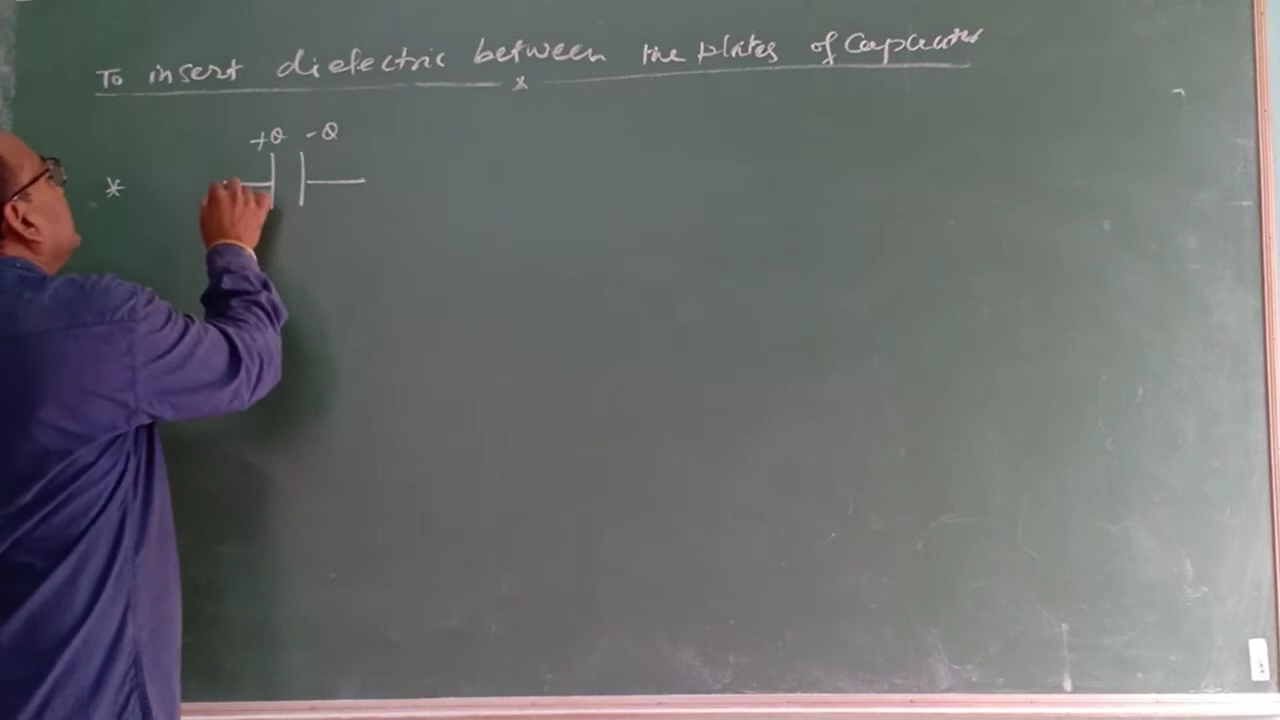 To insert dielectric between the plates of Capacitor
+Q -Q